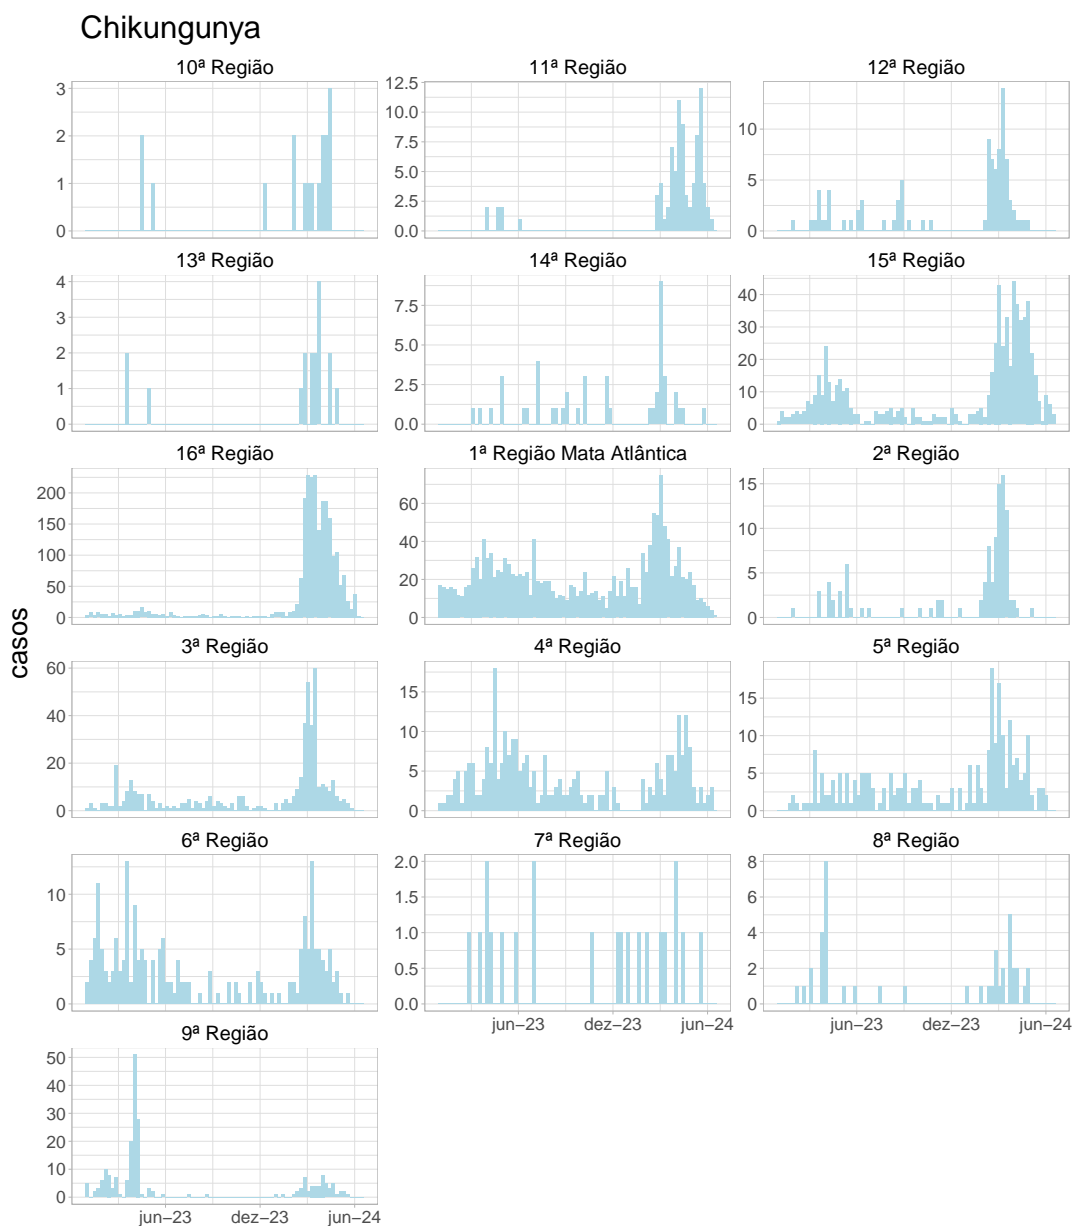 Chikungunya
casos
10ª Região
3
2
1
0
11ª Região
12.5
10.0
7.5
5.0
2.5
0.0
12ª Região
10
5
0
13ª Região
4
3
2
1
0
14ª Região
7.5
5.0
2.5
0.0
15ª Região
40
30
20
10
0
16ª Região
200
150
100
50
0
1ª Região Mata Atlântica
60
40
20
0
2ª Região
15
10
5
0
3ª Região
60
40
20
0
4ª Região
15
10
5
0
5ª Região
15
10
5
0
6ª Região
10
5
0
7ª Região
2.0
1.5
1.0
0.5
0.0
jun−23
dez−23
jun−24
8ª Região
8
6
4
2
0
jun−23
dez−23
jun−24
9ª Região
50
40
30
20
10
0
jun−23
dez−23
jun−24